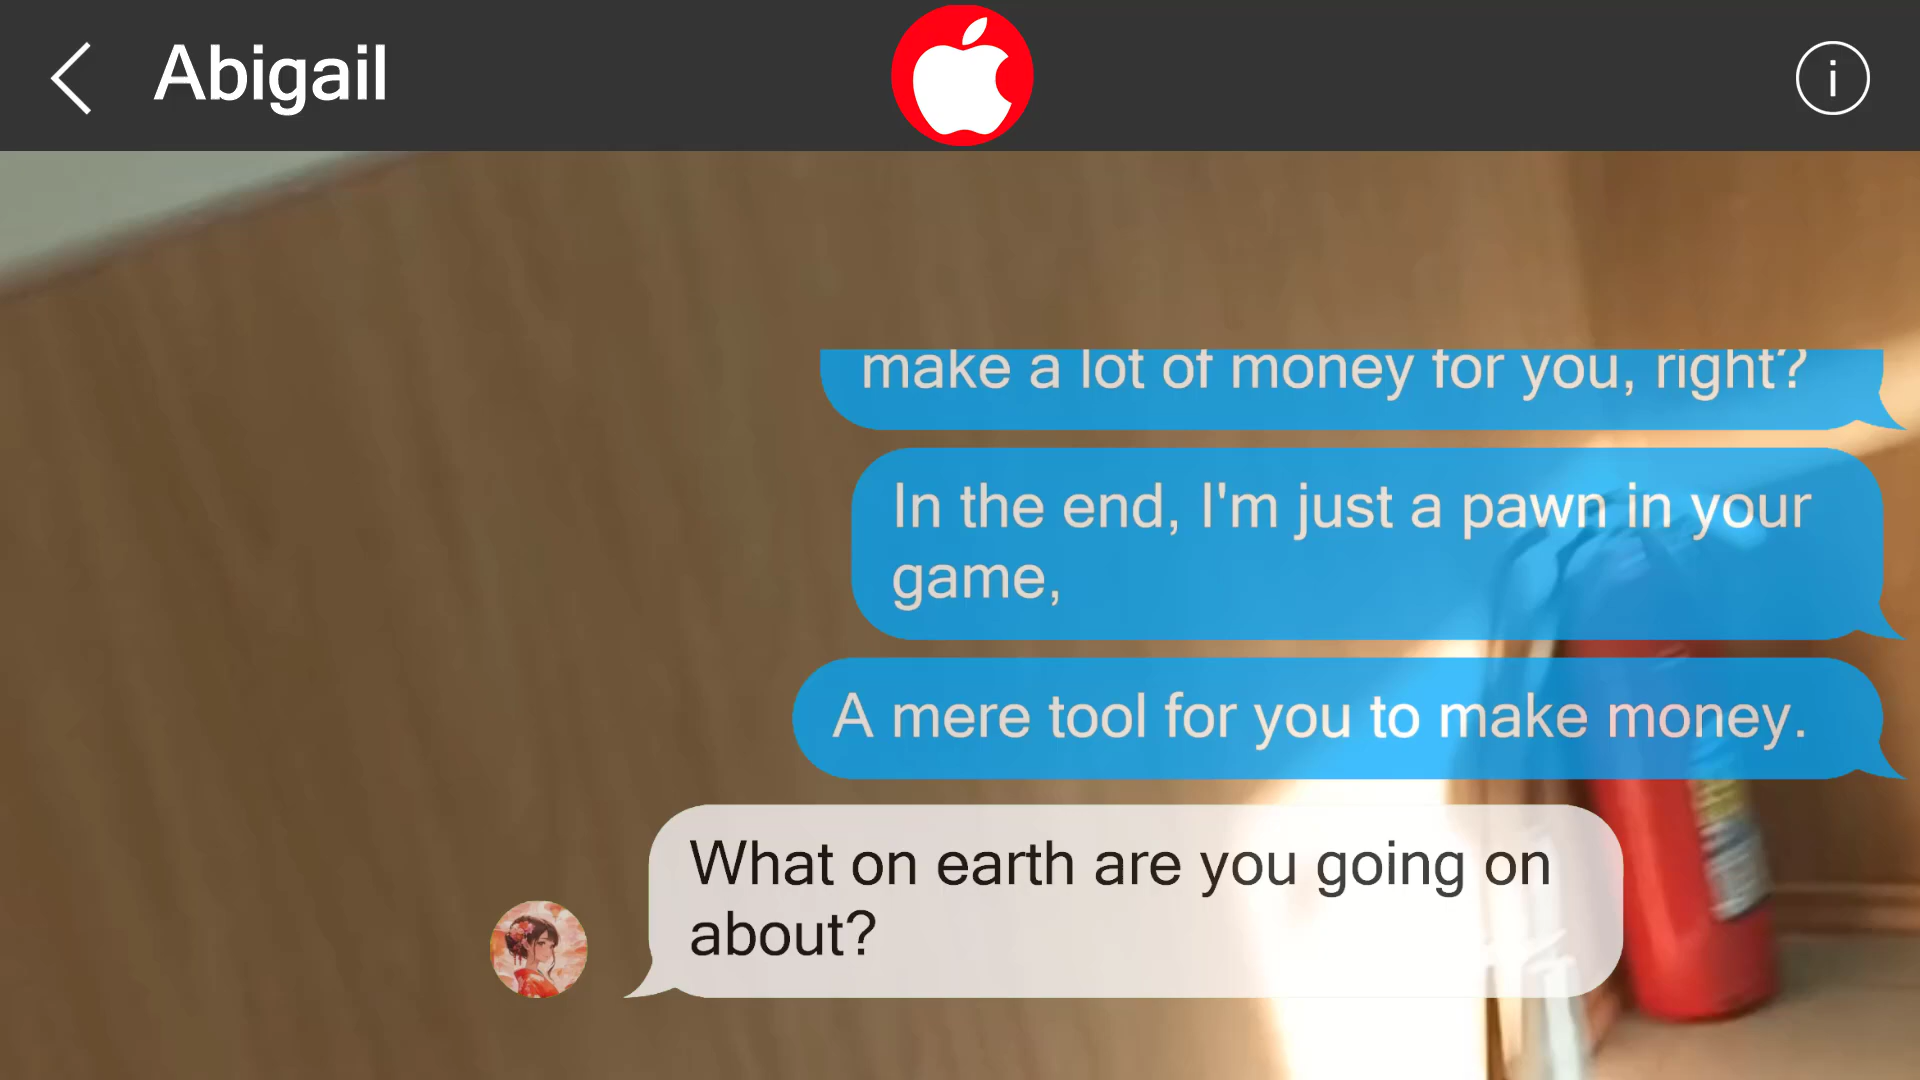 Abigail
i
make a lot of money for you, right?
In the end, I'm just a pawn in your
game,
A mere tool for you to make money.
What on earth are you going on
about?